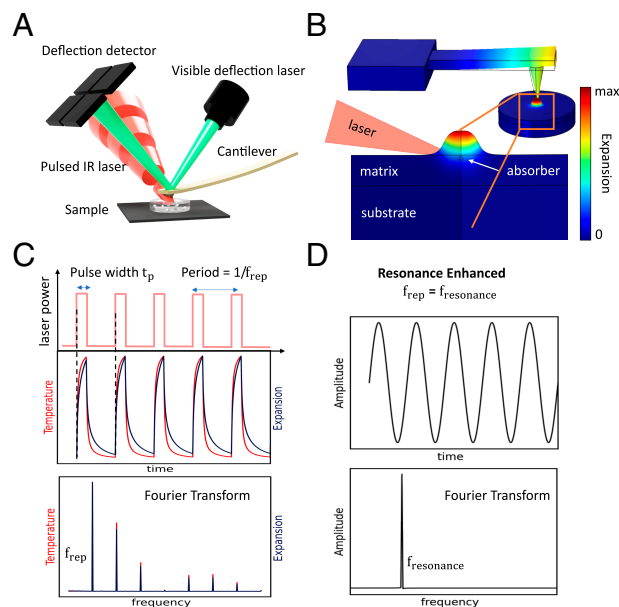 A
Deflection detector
Visible deflection laser
Pulsed IR laser
Cantilever
Sample
B
laser
matrix
absorber
substrate
max
Expansion
0
C
Pulse width tp
Period = 1/frep
laser power
Temperature
Expansion
time
Fourier Transform
Temperature
Expansion
frep
frequency
D
Resonance Enhanced
frep = fresonance
Amplitude
time
Fourier Transform
Amplitude
fresonance
frequency